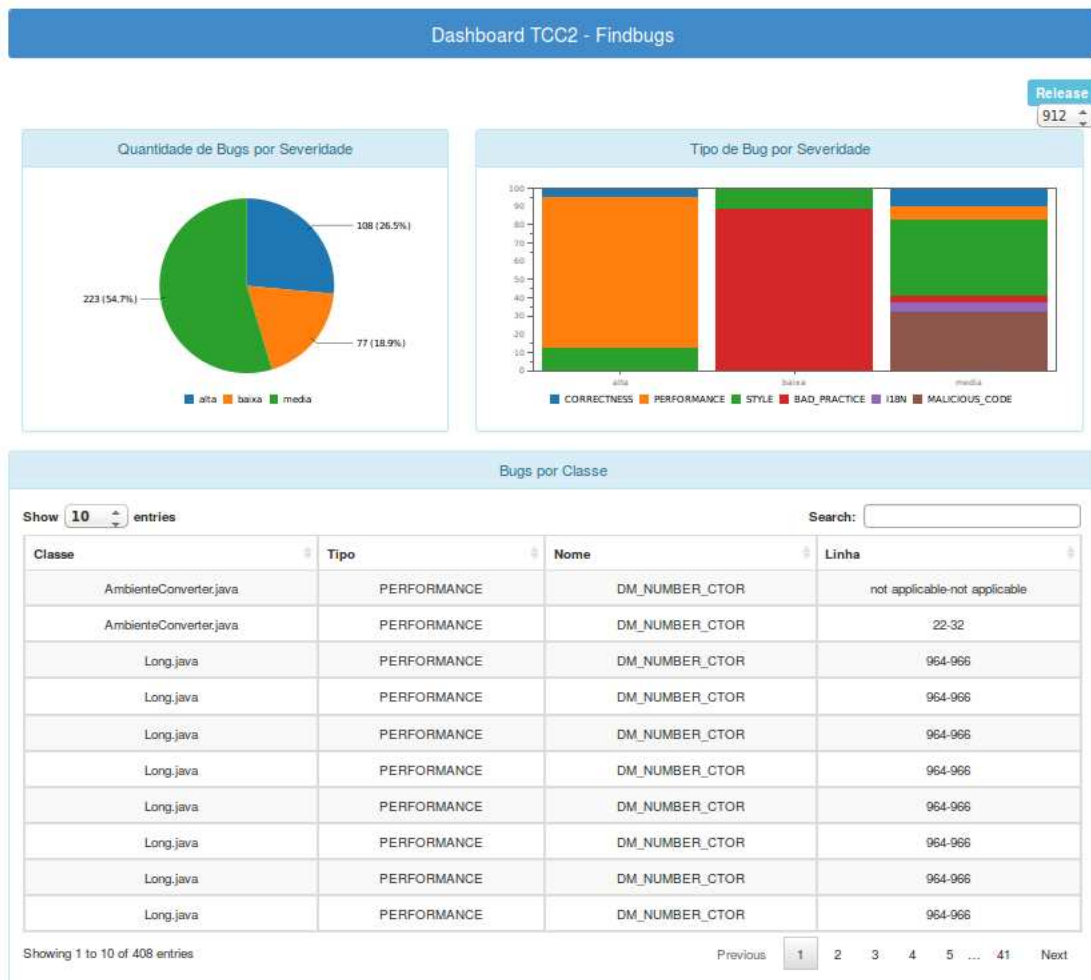 Dashboard TCC2 - Findbugs
Release
912
Quantidade de Bugs por Severidade
108 (26.5%)
223 (54.7%)
77 (18.9%)
alta baixa media
Tipo de Bug por Severidade
100
90
80
70
60
50
40
30
20
10
0
alta baixa media
CORRECTNESS PERFORMANCE STYLE BAD_PRACTICE I18N MALICIOUS_CODE
Bugs por Classe
Show 10 entries Search:
Classe Tipo Nome Linha
AmbienteConverter.java PERFORMANCE DM_NUMBER_CTOR not applicable-not applicable
AmbienteConverter.java PERFORMANCE DM_NUMBER_CTOR 22-32
Long.java PERFORMANCE DM_NUMBER_CTOR 964-966
Long.java PERFORMANCE DM_NUMBER_CTOR 964-966
Long.java PERFORMANCE DM_NUMBER_CTOR 964-966
Long.java PERFORMANCE DM_NUMBER_CTOR 964-966
Long.java PERFORMANCE DM_NUMBER_CTOR 964-966
Long.java PERFORMANCE DM_NUMBER_CTOR 964-966
Long.java PERFORMANCE DM_NUMBER_CTOR 964-966
Long.java PERFORMANCE DM_NUMBER_CTOR 964-966
Showing 1 to 10 of 408 entries Previous 1 2 3 4 5 ... 41 Next